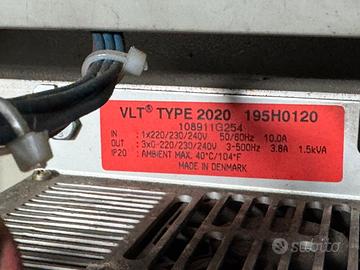 VLT® TYPE 2020 195H0120
108911G254
IN : 1x220/230/240V 50/60Hz 10.0A
OUT : 3x0-220/230/240V 3-500Hz 3.8A 1.5kVA
IP20 : AMBIENT MAX. 40°C/104°F
MADE IN DENMARK
subito